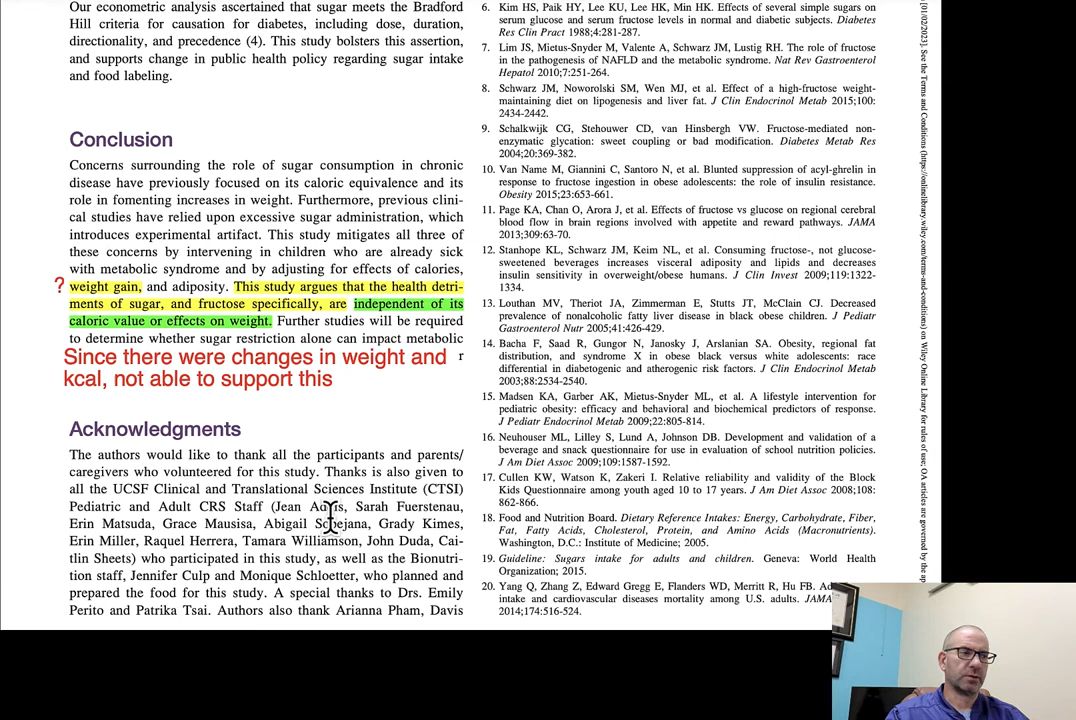 Our econometric analysis ascertained that sugar meets the Bradford
Hill criteria for causation for diabetes, including dose, duration,
directionality, and precedence (4). This study bolsters this assertion,
and supports change in public health policy regarding sugar intake
and food labeling.
Conclusion
Concerns surrounding the role of sugar consumption in chronic
disease have previously focused on its caloric equivalence and its
role in fomenting increases in weight. Furthermore, previous clini-
cal studies have relied upon excessive sugar administration, which
introduces experimental artifact. This study mitigates all three of
these concerns by intervening in children who are already sick
with metabolic syndrome and by adjusting for effects of calories,
? weight gain, and adiposity. This study argues that the health detri-
ments of sugar, and fructose specifically, are independent of its
caloric value or effects on weight. Further studies will be required
to determine whether sugar restriction alone can impact metabolic
Since there were changes in weight and r
kcal, not able to support this
Acknowledgments
The authors would like to thank all the participants and parents/
caregivers who volunteered for this study. Thanks is also given to
all the UCSF Clinical and Translational Sciences Institute (CTSI)
Pediatric and Adult CRS Staff (Jean Sarah Fuerstenau,
Erin Matsuda, Grace Mausisa, Abigail Grady Kimes,
Erin Miller, Raquel Herrera, Tamara Williamson, John Duda, Cai-
tlin Sheets) who participated in this study, as well as the Bionutri-
tion staff, Jennifer Culp and Monique Schloetter, who planned and
prepared the food for this study. A special thanks to Drs. Emily
Perito and Patrika Tsai. Authors also thank Arianna Pham, Davis
6. Kim HS, Paik HY, Lee KU, Lee HK, Min HK. Effects of several simple sugars on
serum glucose and serum fructose levels in normal and diabetic subjects. Diabetes
Res Clin Pract 1988;4:281-287.
7. Lim JS, Mietus-Snyder M, Valente A, Schwarz JM, Lustig RH. The role of fructose
in the pathogenesis of NAFLD and the metabolic syndrome. Nat Rev Gastroenterol
Hepatol 2010;7:251-264.
8. Schwarz JM, Noworolski SM, Wen MJ, et al. Effect of a high-fructose weight-
maintaining diet on lipogenesis and liver fat. J Clin Endocrinol Metab 2015;100:
2434-2442.
9. Schalkwijk CG, Stehouwer CD, van Hinsbergh VW. Fructose-mediated non-
enzymatic glycation: sweet coupling or bad modification. Diabetes Metab Res
2004;20:369-382.
10. Van Name M, Giannini C, Santoro N, et al. Blunted suppression of acyl-ghrelin in
response to fructose ingestion in obese adolescents: the role of insulin resistance.
Obesity 2015;23:653-661.
11. Page KA, Chan O, Arora J, et al. Effects of fructose vs glucose on regional cerebral
blood flow in brain regions involved with appetite and reward pathways. JAMA
2013;309:63-70.
12. Stanhope KL, Schwarz JM, Keim NL, et al. Consuming fructose-, not glucose-
sweetened beverages increases visceral adiposity and lipids and decreases
insulin sensitivity in overweight/obese humans. J Clin Invest 2009;119:1322-
1334.
13. Louthan MV, Theriot JA, Zimmerman E, Stutts JT, McClain CJ. Decreased
prevalence of nonalcoholic fatty liver disease in black obese children. J Pediatr
Gastroenterol Nutr 2005;41:426-429.
14. Bacha F, Saad R, Gungor N, Janosky J, Arslanian SA. Obesity, regional fat
distribution, and syndrome X in obese black versus white adolescents: race
differential in diabetogenic and atherogenic risk factors. J Clin Endocrinol Metab
2003;88:2534-2540.
15. Madsen KA, Garber AK, Mietus-Snyder ML, et al. A lifestyle intervention for
pediatric obesity: efficacy and behavioral and biochemical predictors of response.
J Pediatr Endocrinol Metab 2009;22:805-814.
16. Neuhouser ML, Lilley S, Lund A, Johnson DB. Development and validation of a
beverage and snack questionnaire for use in evaluation of school nutrition policies.
J Am Diet Assoc 2009;109:1587-1592.
17. Cullen KW, Watson K, Zakeri I. Relative reliability and validity of the Block
Kids Questionnaire among youth aged 10 to 17 years. J Am Diet Assoc 2008;108:
862-866.
18. Food and Nutrition Board. Dietary Reference Intakes: Energy, Carbohydrate, Fiber,
Fat, Fatty Acids, Cholesterol, Protein, and Amino Acids (Macronutrients).
Washington, D.C.: Institute of Medicine; 2005.
19. Guideline: Sugars intake for adults and children. Geneva: World Health
Organization; 2015.
20. Yang Q, Zhang Z, Edward Gregg E, Flanders WD, Merritt R, Hu FB.
intake and cardiovascular diseases mortality among U.S. adults. JAMA
2014;174:516-524.
[01/02/2023]. See the Terms and Conditions (https://onlinelibrary.wiley.com/terms-and-conditions) on Wiley Online Library for rules of use; OA articles are governed by the